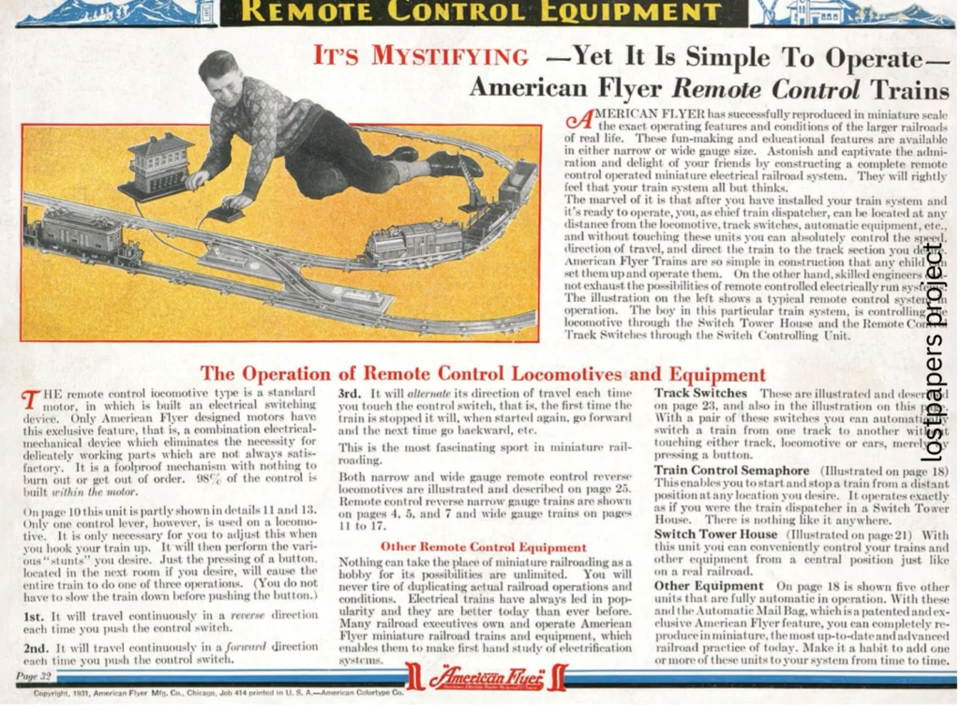 REMOTE CONTROL EQUIPMENT
IT'S MYSTIFYING —Yet It Is Simple To Operate—
American Flyer Remote Control Trains
AMERICAN FLYER has successfully reproduced in miniature scale
the exact operating features and conditions of the larger railroads
of real life. These fun-making and educational features are available
in either narrow or wide gauge size. Astonish and captivate the admi-
ration and delight of your friends by constructing a complete remote
control operated miniature electrical railroad system. They will rightly
feel that your train system all but thinks.
The marvel of it is that after you have installed your train system and
it's ready to operate, you, as chief train dispatcher, can be located at any
distance from the locomotive, track switches, automatic equipment, etc.,
and without touching these units you can absolutely control the speed,
direction of travel, and direct the train to the track section you
American Flyer Trains are so simple in construction that any child
set them up and operate them. On the other hand, skilled engineers
not exhaust the possibilities of remote controlled electrically run
The illustration on the left shows a typical remote control system
operation. The boy in this particular train system, is controlling
locomotive through the Switch Tower House and the Remote
Track Switches through the Switch Controlling Unit.
lostpapers project
The Operation of Remote Control Locomotives and Equipment
THE remote control locomotive type is a standard
motor, in which is built an electrical switching
device. Only American Flyer designed motors have
this exclusive feature, that is, a combination electrical-
mechanical device which eliminates the necessity for
delicately working parts which are not always satis-
factory. It is a foolproof mechanism with nothing to
burn out or get out of order. 98% of the control is
built within the motor.
On page 10 this unit is partly shown in details 11 and 13.
Only one control lever, however, is used on a locomo-
tive. It is only necessary for you to adjust this when
you hook your train up. It will then perform the vari-
ous "stunts" you desire. Just the pressing of a button,
located in the next room if you desire, will cause the
entire train to do one of three operations. (You do not
have to slow the train down before pushing the button.)
1st. It will travel continuously in a reverse direction
each time you push the control switch.
2nd. It will travel continuously in a forward direction
each time you push the control switch.
3rd. It will alternate its direction of travel each time
you touch the control switch, that is, the first time the
train is stopped it will, when started again, go forward
and the next time go backward, etc.
This is the most fascinating sport in miniature rail-
roading.
Both narrow and wide gauge remote control reverse
locomotives are illustrated and described on page 25.
Remote control reverse narrow gauge trains are shown
on pages 4, 5, and 7 and wide gauge trains on pages
11 to 17.
Other Remote Control Equipment
Nothing can take the place of miniature railroading as a
hobby for its possibilities are unlimited. You will
never tire of duplicating actual railroad operations and
conditions. Electrical trains have always led in pop-
ularity and they are better today than ever before.
Many railroad executives own and operate American
Flyer miniature railroad trains and equipment, which
enables them to make first hand study of electrification
systems.
Track Switches These are illustrated and
on page 23, and also in the illustration on this
With a pair of these switches you can
switch a train from one track to another
touching either track, locomotive or cars, merely
pressing a button.
Train Control Semaphore (Illustrated on page 18)
This enables you to start and stop a train from a distant
position at any location you desire. It operates exactly
as if you were the train dispatcher in a Switch Tower
House. There is nothing like it anywhere.
Switch Tower House (Illustrated on page 21) With
this unit you can conveniently control your trains and
other equipment from a central position just like
on a real railroad.
Other Equipment On page 18 is shown five other
units that are fully automatic in operation. With these
and the Automatic Mail Bag, which is a patented and ex-
clusive American Flyer feature, you can completely re-
produce in miniature, the most up-to-date and advanced
railroad practice of today. Make it a habit to add one
or more of these units to your system from time to time.
Page 32
American Flyer
Copyright, 1931, American Flyer Mfg. Co., Chicago, Job 414 printed in U. S. A.—American Colortype Co.